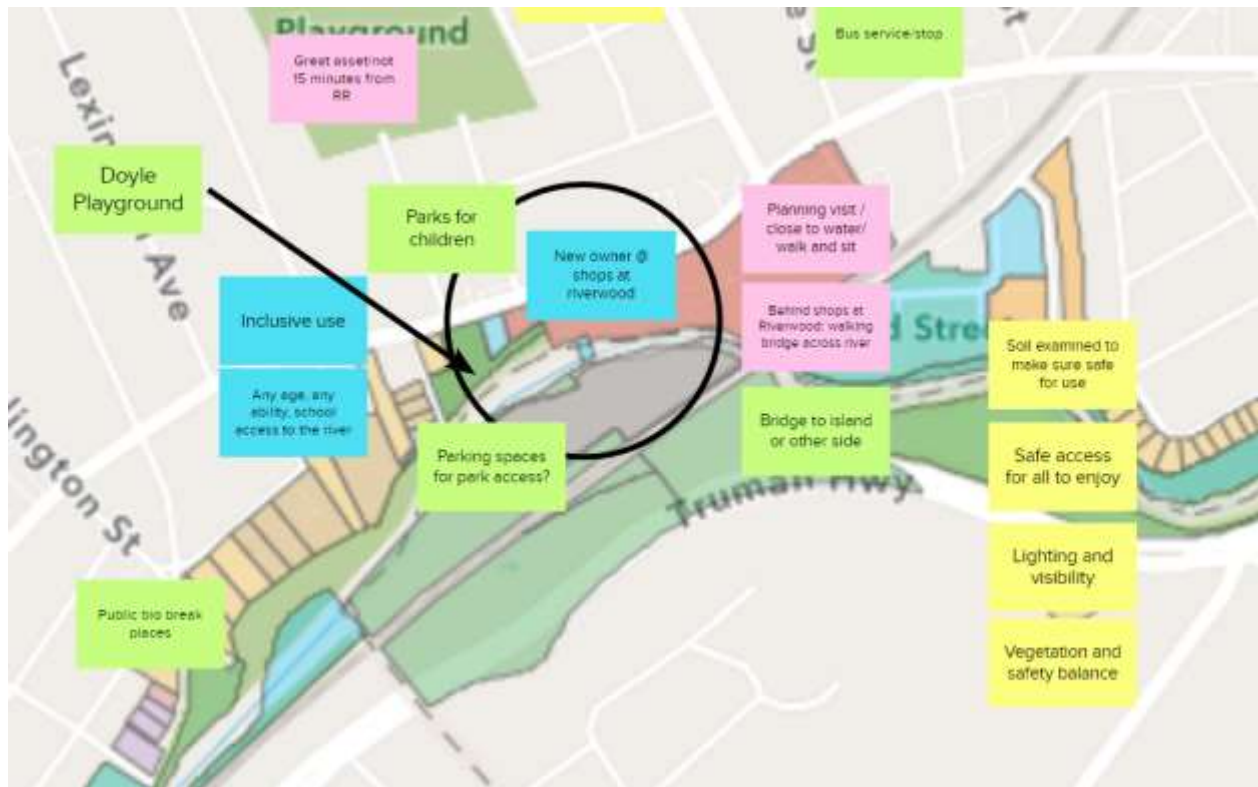 Playground
Great asset/not
15 minutes from
RR
Bus service/stop
Doyle
Playground
Parks for
children
New owner @
shops at
riverwood
Planning visit /
close to water/
walk and sit
Inclusive use
Any age, any
ability, school
access to the river
Behind shops at
Riverwood: walking
bridge across river
Soil examined to
make sure safe
for use
Parking spaces
for park access?
Bridge to island
or other side
Safe access
for all to enjoy
Lighting and
visibility
Public bio break
places
Vegetation and
safety balance
Ave
St
Truman Hwy